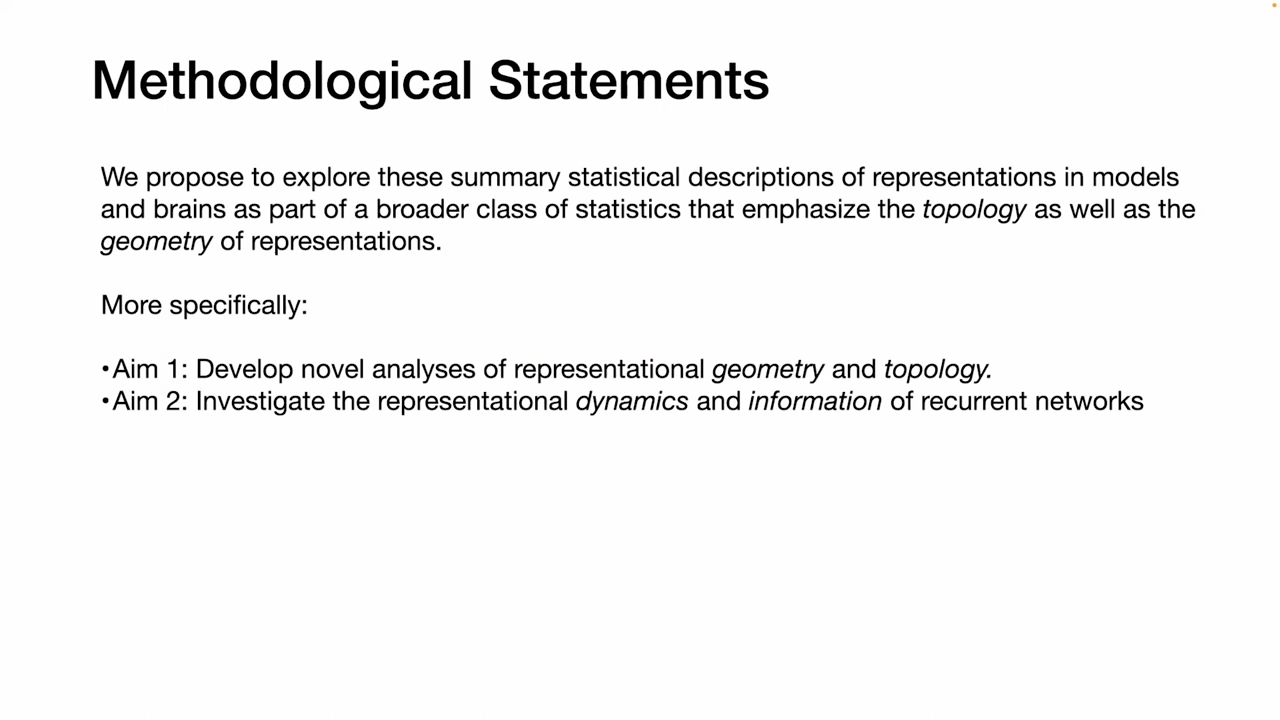 Methodological Statements
We propose to explore these summary statistical descriptions of representations in models
and brains as part of a broader class of statistics that emphasize the topology as well as the
geometry of representations.
More specifically:
•Aim 1: Develop novel analyses of representational geometry and topology.
•Aim 2: Investigate the representational dynamics and information of recurrent networks